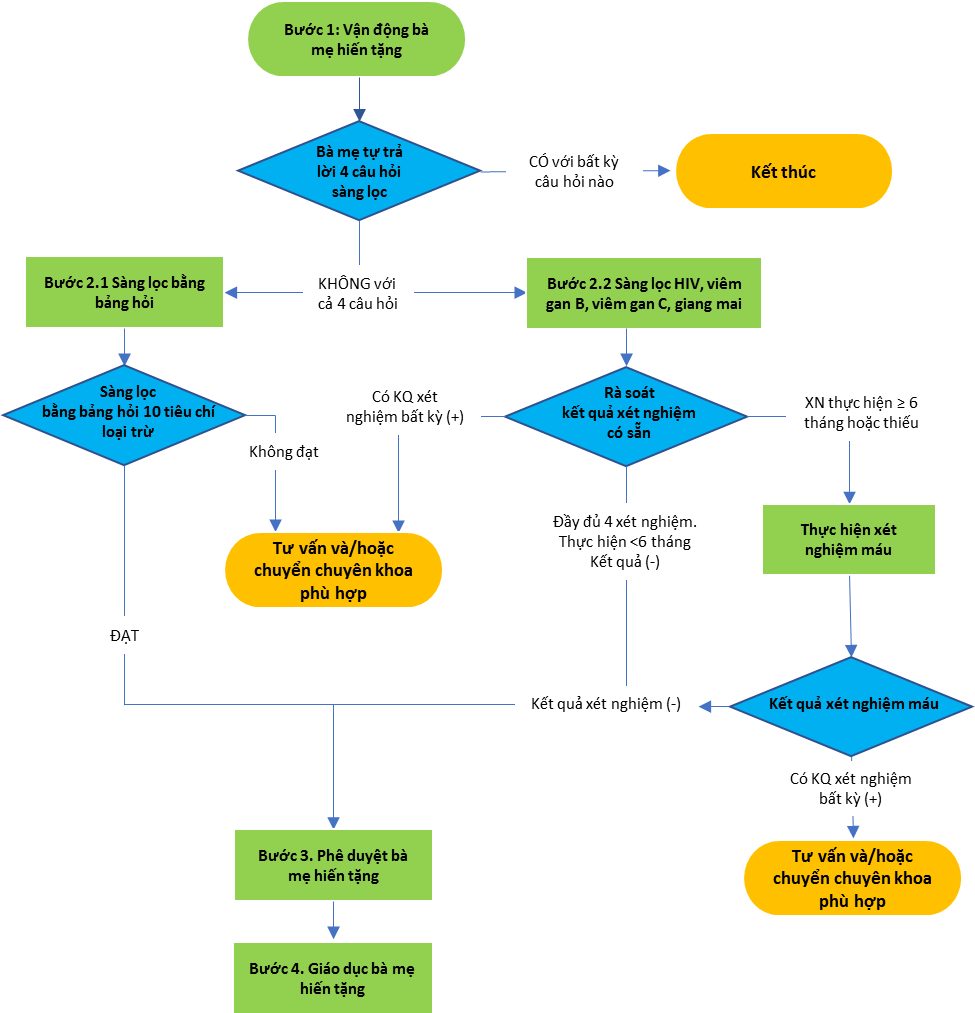 Bước 1: Vận động bà
mẹ hiến tặng
Bà mẹ tự trả
lời 4 câu hỏi
sàng lọc
CÓ với bất kỳ
câu hỏi nào
Kết thúc
KHÔNG với
cả 4 câu hỏi
Bước 2.1 Sàng lọc bằng
bảng hỏi
Bước 2.2 Sàng lọc HIV, viêm
gan B, viêm gan C, giang mai
Sàng lọc
bằng bảng hỏi 10 tiêu chí
loại trừ
Không đạt
Có KQ xét
nghiệm bất kỳ (+)
Rà soát
kết quả xét nghiệm
có sẵn
XN thực hiện ≥ 6
tháng hoặc thiếu
Tư vấn và/hoặc
chuyển chuyên khoa
phù hợp
Đầy đủ 4 xét nghiệm.
Thực hiện <6 tháng
Kết quả (-)
Thực hiện xét
nghiệm máu
ĐẠT
Kết quả xét nghiệm (-)
Kết quả xét nghiệm máu
Có KQ xét nghiệm
bất kỳ (+)
Tư vấn và/hoặc
chuyển chuyên khoa
phù hợp
Bước 3. Phê duyệt bà
mẹ hiến tặng
Bước 4. Giáo dục bà mẹ
hiến tặng